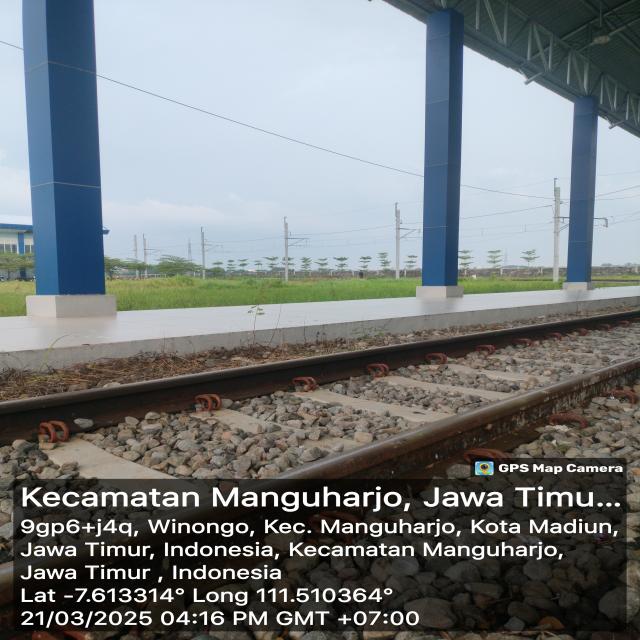 GPS Map Camera
Kecamatan Manguharjo, Jawa Timu...
9gp6+j4q, Winongo, Kec. Manguharjo, Kota Madiun,
Jawa Timur, Indonesia, Kecamatan Manguharjo,
Jawa Timur , Indonesia
Lat -7.613314° Long 111.510364°
21/03/2025 04:16 PM GMT +07:00